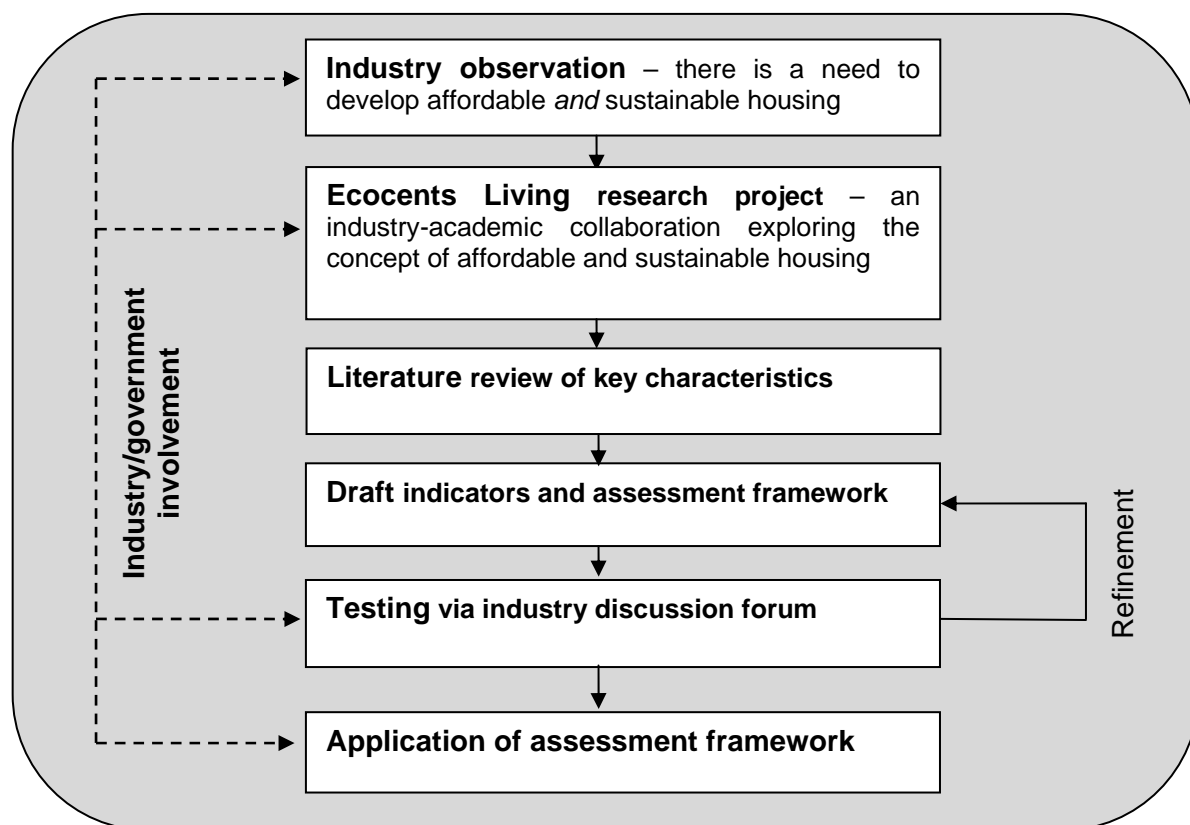 Industry observation – there is a need to
develop affordable and sustainable housing
Ecocents Living research project – an
industry-academic collaboration exploring the
concept of affordable and sustainable housing
Industry/government
involvement
Literature review of key characteristics
Draft indicators and assessment framework
Refinement
Testing via industry discussion forum
Application of assessment framework